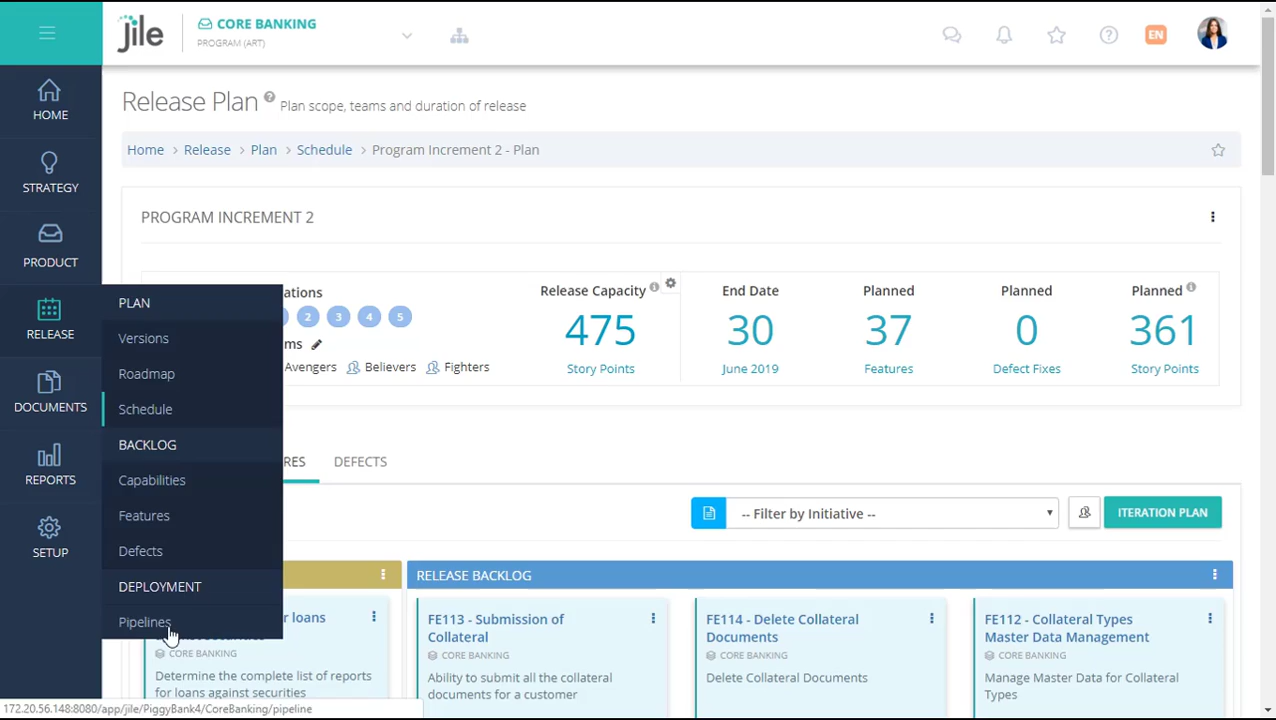 jile
CORE BANKING
PROGRAM (ART)
EN
HOME
STRATEGY
PRODUCT
RELEASE
DOCUMENTS
REPORTS
SETUP
Release Plan
Plan scope, teams and duration of release
Home > Release > Plan > Schedule > Program Increment 2 - Plan
PROGRAM INCREMENT 2
PLAN
Versions
Roadmap
Schedule
BACKLOG
Capabilities
Features
Defects
DEPLOYMENT
Pipelines
ations
2 3 4 5
ms
Avengers Believers Fighters
Release Capacity
475
Story Points
End Date
30
June 2019
Planned
37
Features
Planned
0
Defect Fixes
Planned
361
Story Points
RES
DEFECTS
-- Filter by Initiative --
ITERATION PLAN
RELEASE BACKLOG
r loans
CORE BANKING
Determine the complete list of reports
for loans against securities
FE113 - Submission of
Collateral
CORE BANKING
Ability to submit all the collateral
documents for a customer
FE114 - Delete Collateral
Documents
CORE BANKING
Delete Collateral Documents
FE112 - Collateral Types
Master Data Management
CORE BANKING
Manage Master Data for Collateral
Types
172.20.56.148:8080/app/jile/PiggyBank4/CoreBanking/pipeline